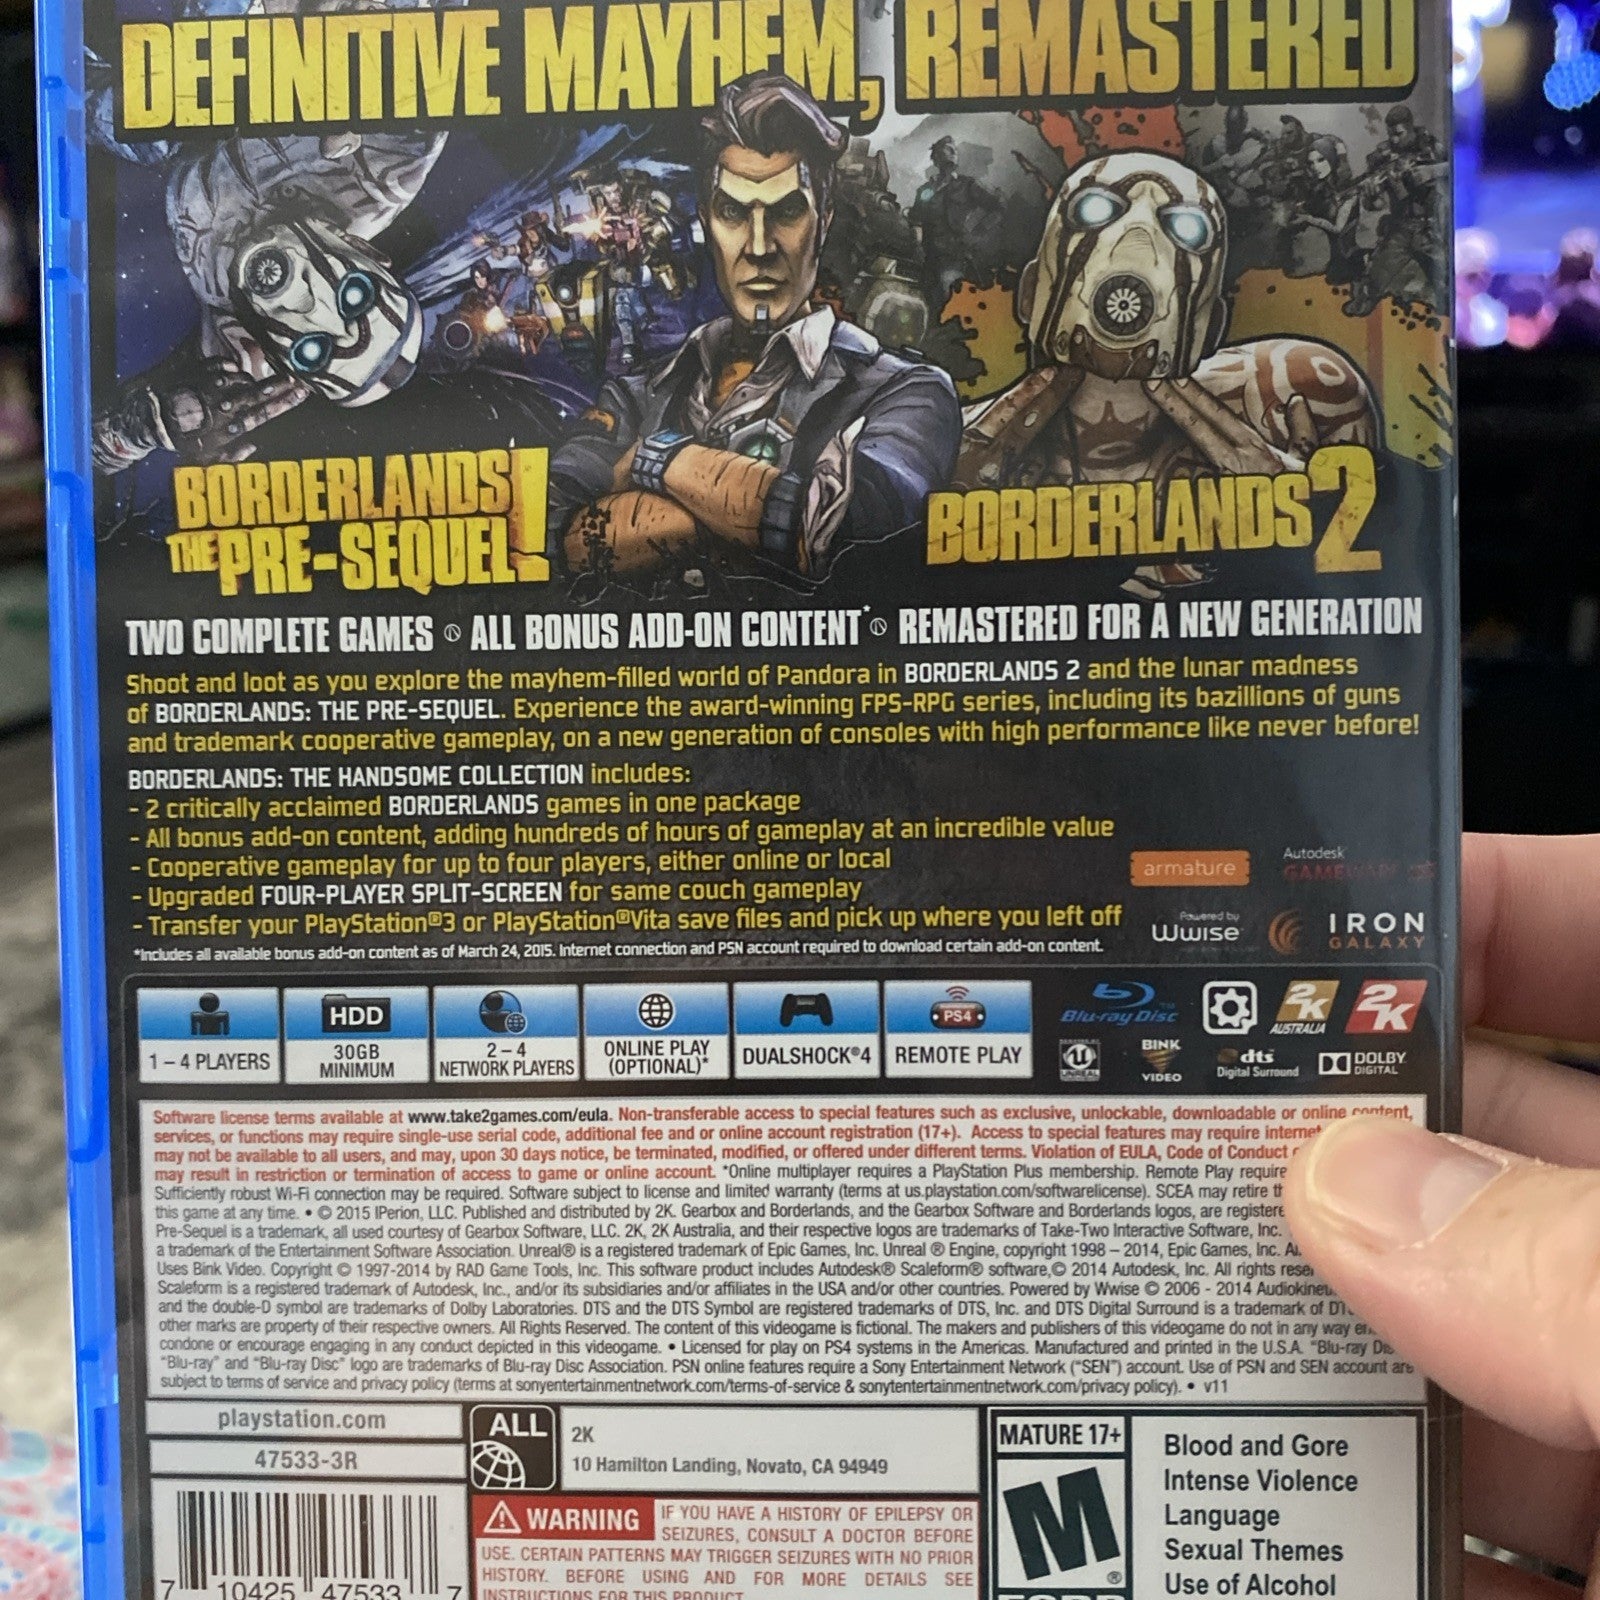 DEFINITIVE MAYHEM, REMASTERED
BORDERLANDS
THE PRE-SEQUEL!
BORDERLANDS 2
TWO COMPLETE GAMES ALL BONUS ADD-ON CONTENT* REMASTERED FOR A NEW GENERATION
Shoot and loot as you explore the mayhem-filled world of Pandora in BORDERLANDS 2 and the lunar madness
of BORDERLANDS: THE PRE-SEQUEL. Experience the award-winning FPS-RPG series, including its bazillions of guns
and trademark cooperative gameplay, on a new generation of consoles with high performance like never before!
BORDERLANDS: THE HANDSOME COLLECTION includes:
- 2 critically acclaimed BORDERLANDS games in one package
- All bonus add-on content, adding hundreds of hours of gameplay at an incredible value
- Cooperative gameplay for up to four players, either online or local
- Upgraded FOUR-PLAYER SPLIT-SCREEN for same couch gameplay
- Transfer your PlayStation®3 or PlayStation®Vita save files and pick up where you left off
*Includes all available bonus add-on content as of March 24, 2015. Internet connection and PSN account required to download certain add-on content.
armature
Autodesk
Powered by
Wwise
IRON
GALAXY
1 – 4 PLAYERS
HDD
30GB
MINIMUM
2 – 4
NETWORK PLAYERS
ONLINE PLAY
(OPTIONAL)*
DUALSHOCK®4
PS4
REMOTE PLAY
Blu-ray Disc
2K
AUSTRALIA
2K
UNREAL
BINK
VIDEO
dts
Digital Surround
DOLBY
DIGITAL
Software license terms available at www.take2games.com/eula. Non-transferable access to special features such as exclusive, unlockable, downloadable or online content,
services, or functions may require single-use serial code, additional fee and or online account registration (17+). Access to special features may require internet
may not be available to all users, and may, upon 30 days notice, be terminated, modified, or offered under different terms. Violation of EULA, Code of Conduct
may result in restriction or termination of access to game or online account. *Online multiplayer requires a PlayStation Plus membership. Remote Play require
Sufficiently robust Wi-Fi connection may be required. Software subject to license and limited warranty (terms at us.playstation.com/softwarelicense). SCEA may retire
this game at any time. • © 2015 IPerion, LLC. Published and distributed by 2K. Gearbox and Borderlands, and the Gearbox Software and Borderlands logos, are registere
Pre-Sequel is a trademark, all used courtesy of Gearbox Software, LLC. 2K, 2K Australia, and their respective logos are trademarks of Take-Two Interactive Software, Inc.
a trademark of the Entertainment Software Association. Unreal® is a registered trademark of Epic Games, Inc. Unreal ® Engine, copyright 1998 – 2014, Epic Games, Inc.
Uses Bink Video. Copyright © 1997-2014 by RAD Game Tools, Inc. This software product includes Autodesk® Scaleform® software,© 2014 Autodesk, Inc. All rights rese
Scaleform is a registered trademark of Autodesk, Inc., and/or its subsidiaries and/or affiliates in the USA and/or other countries. Powered by Wwise © 2006 - 2014 Audiokinet
and the double-D symbol are trademarks of Dolby Laboratories. DTS and the DTS Symbol are registered trademarks of DTS, Inc. and DTS Digital Surround is a trademark of
other marks are property of their respective owners. All Rights Reserved. The content of this videogame is fictional. The makers and publishers of this videogame do not in any way
condone or encourage engaging in any conduct depicted in this videogame. • Licensed for play on PS4 systems in the Americas. Manufactured and printed in the U.S.A. "Blu-ray
"Blu-ray" and "Blu-ray Disc" logo are trademarks of Blu-ray Disc Association. PSN online features require a Sony Entertainment Network ("SEN") account. Use of PSN and SEN account are
subject to terms of service and privacy policy (terms at sonyentertainmentnetwork.com/terms-of-service & sonytentertainmentnetwork.com/privacy policy). • v11
playstation.com
47533-3R
ALL
2K
10 Hamilton Landing, Novato, CA 94949
WARNING IF YOU HAVE A HISTORY OF EPILEPSY OR
SEIZURES, CONSULT A DOCTOR BEFORE
USE. CERTAIN PATTERNS MAY TRIGGER SEIZURES WITH NO PRIOR
HISTORY. BEFORE USING AND FOR MORE DETAILS SEE
INSTRUCTIONS FOR THIS PRODUCT
MATURE 17+
M
®
Blood and Gore
Intense Violence
Language
Sexual Themes
Use of Alcohol
7 10425 47533 7